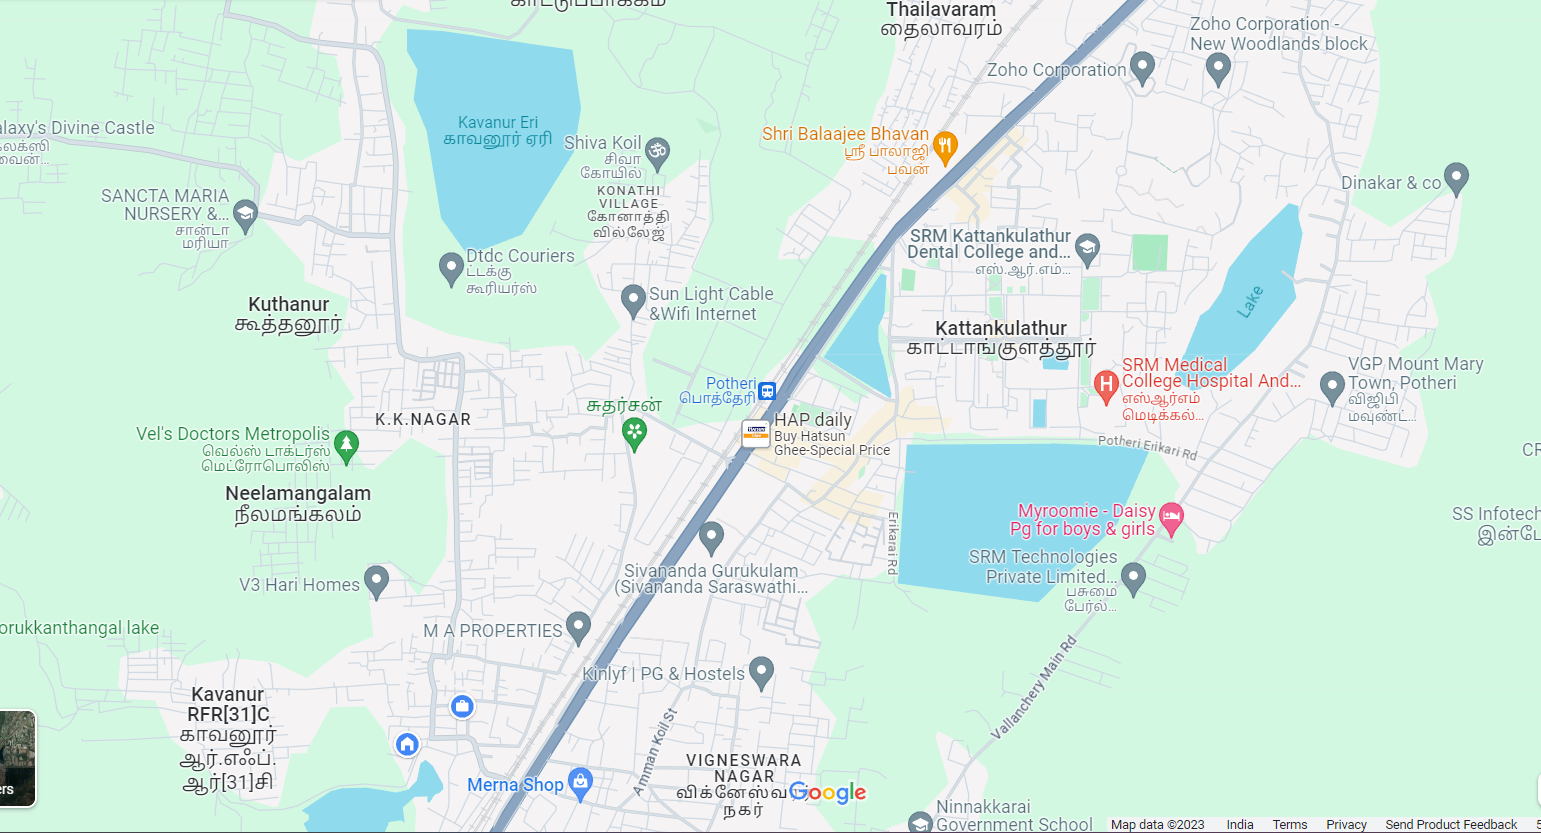 Thailavaram
தைலாவரம்
Zoho Corporation -
New Woodlands block
Zoho Corporation
Kavanur Eri
காவனூர் ஏரி
Shiva Koil
சிவா
கோயில்
KONATHI
VILLAGE
கோனாத்தி
வில்லேஜ்
Shri Balaajee Bhavan
ஸ்ரீ பாலாஜி
பவன்
alaxy's Divine Castle
SANCTA MARIA
NURSERY &...
சான்டா
மரியா
Dinakar & co
SRM Kattankulathur
Dental College and...
எஸ்.ஆர்.எம்...
Dtdc Couriers
ட்டக்கு
கூரியர்ஸ்
Sun Light Cable
&Wifi Internet
Kuthanur
கூத்தனூர்
Lake
Kattankulathur
காட்டாங்குளத்தூர்
SRM Medical
College Hospital And...
எஸ்ஆர்எம்
மெடிக்கல்...
VGP Mount Mary
Town, Potheri
விஜிபி
மவுண்ட்...
Potheri
பொத்தேரி
சுதர்சன்
K.K.NAGAR
HAP daily
Buy Hatsun
Ghee-Special Price
Vel's Doctors Metropolis
வெல்ஸ் டாக்டர்ஸ்
மெட்ரோபொலிஸ்
Potheri Erikari Rd
Neelamangalam
நீலமங்கலம்
Myroomie - Daisy
Pg for boys & girls
SS Infotech
Erikarai Rd
SRM Technologies
Private Limited...
பசுமை
பேர்ல்...
Sivananda Gurukulam
(Sivananda Saraswathi...
V3 Hari Homes
orukkanthangal lake
M A PROPERTIES
Kinlyf | PG & Hostels
Vallanchery Main Rd
Kavanur
RFR[31]C
காவனூர்
ஆர்.எஃப்.
ஆர்[31]சி
Amman Koil St
VIGNESWARA
NAGAR
நகர்
Merna Shop
Google
ers
Ninnakkarai
Government School
Map data ©2023 India Terms Privacy Send Product Feedback